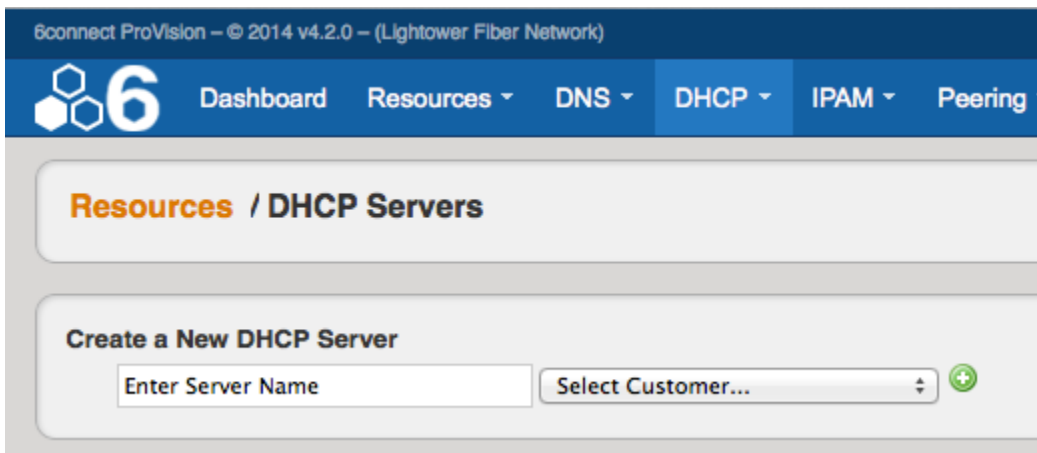 6connect ProVision – © 2014 v4.2.0 – (Lightower Fiber Network)
6 Dashboard Resources DNS DHCP IPAM Peering
Resources / DHCP Servers
Create a New DHCP Server
Enter Server Name Select Customer...